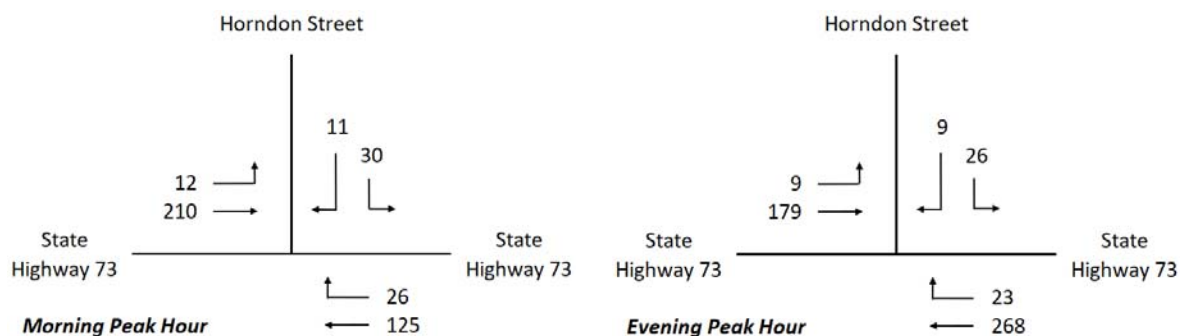 Horndon Street
11
30
12
210
State
Highway 73
State
Highway 73
26
125
Morning Peak Hour
Horndon Street
9
26
9
179
State
Highway 73
State
Highway 73
23
268
Evening Peak Hour